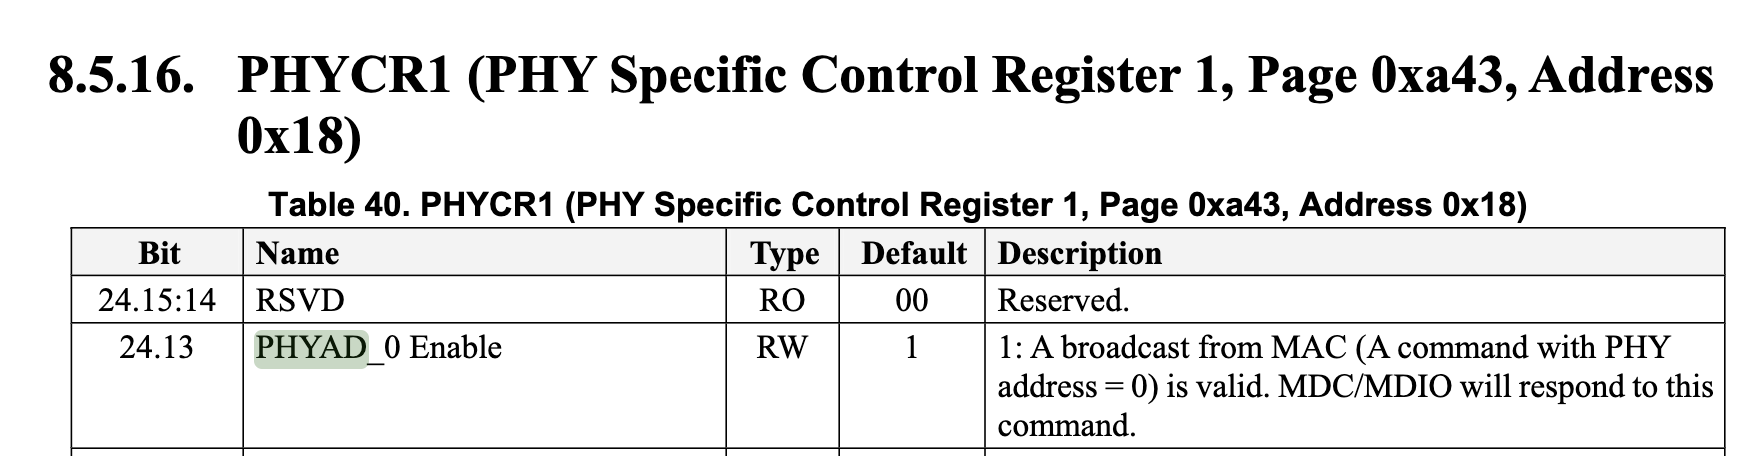 8.5.16. PHYCR1 (PHY Specific Control Register 1, Page 0xa43, Address
0x18)
Table 40. PHYCR1 (PHY Specific Control Register 1, Page 0xa43, Address 0x18)
Bit Name Type Default Description
24.15:14 RSVD RO 00 Reserved.
24.13 PHYAD_0 Enable RW 1 1: A broadcast from MAC (A command with PHY
address = 0) is valid. MDC/MDIO will respond to this
command.